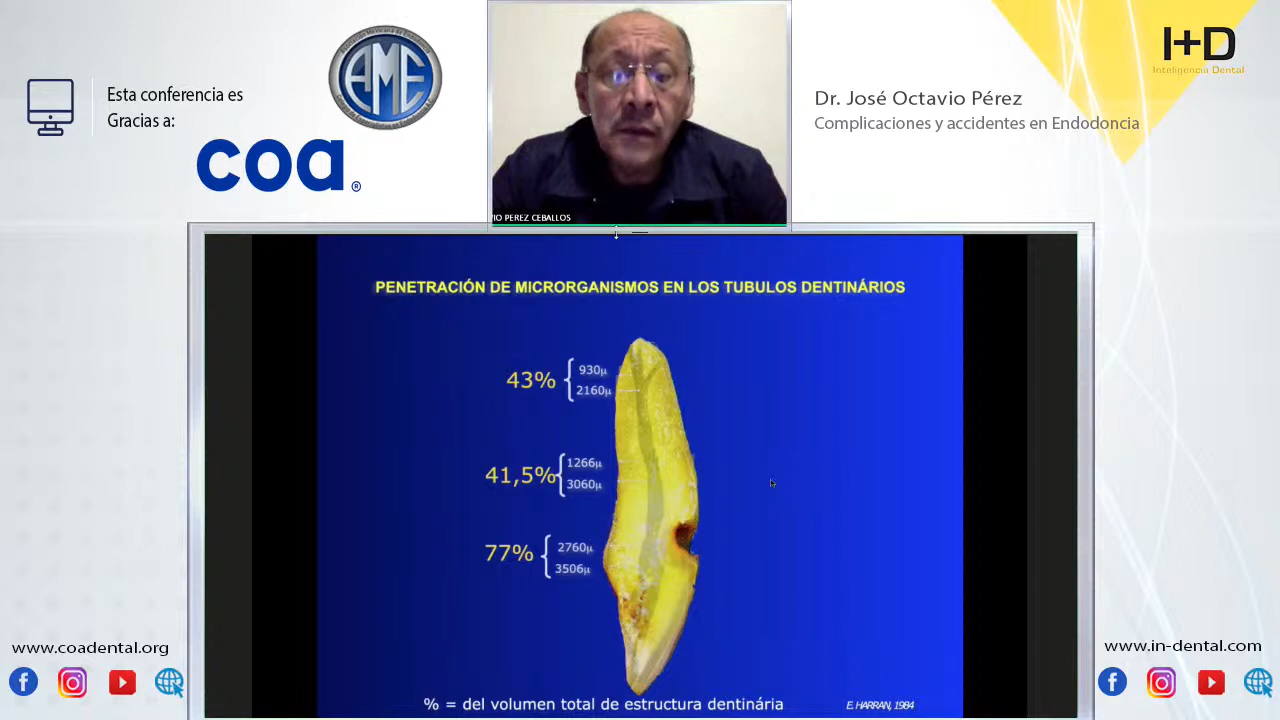 Esta conferencia es
Gracias a:
AME
coa®
IO PEREZ CEBALLOS
I+D
Inteligencia Dental
Dr. José Octavio Pérez
Complicaciones y accidentes en Endodoncia
PENETRACIÓN DE MICRORGANISMOS EN LOS TUBULOS DENTINÁRIOS
43%
930µ
2160µ
41,5%
1266µ
3060µ
77%
2760µ
3506µ
% = del volumen total de estructura dentinária
E. HARRAN, 1984
www.coadental.org
www.in-dental.com